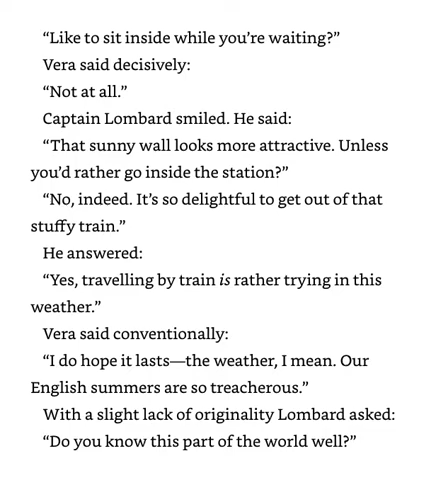 “Like to sit inside while you’re waiting?”
Vera said decisively:
“Not at all.”
Captain Lombard smiled. He said:
“That sunny wall looks more attractive. Unless
you’d rather go inside the station?”
“No, indeed. It’s so delightful to get out of that
stuffy train.”
He answered:
“Yes, travelling by train is rather trying in this
weather.”
Vera said conventionally:
“I do hope it lasts—the weather, I mean. Our
English summers are so treacherous.”
With a slight lack of originality Lombard asked:
“Do you know this part of the world well?”